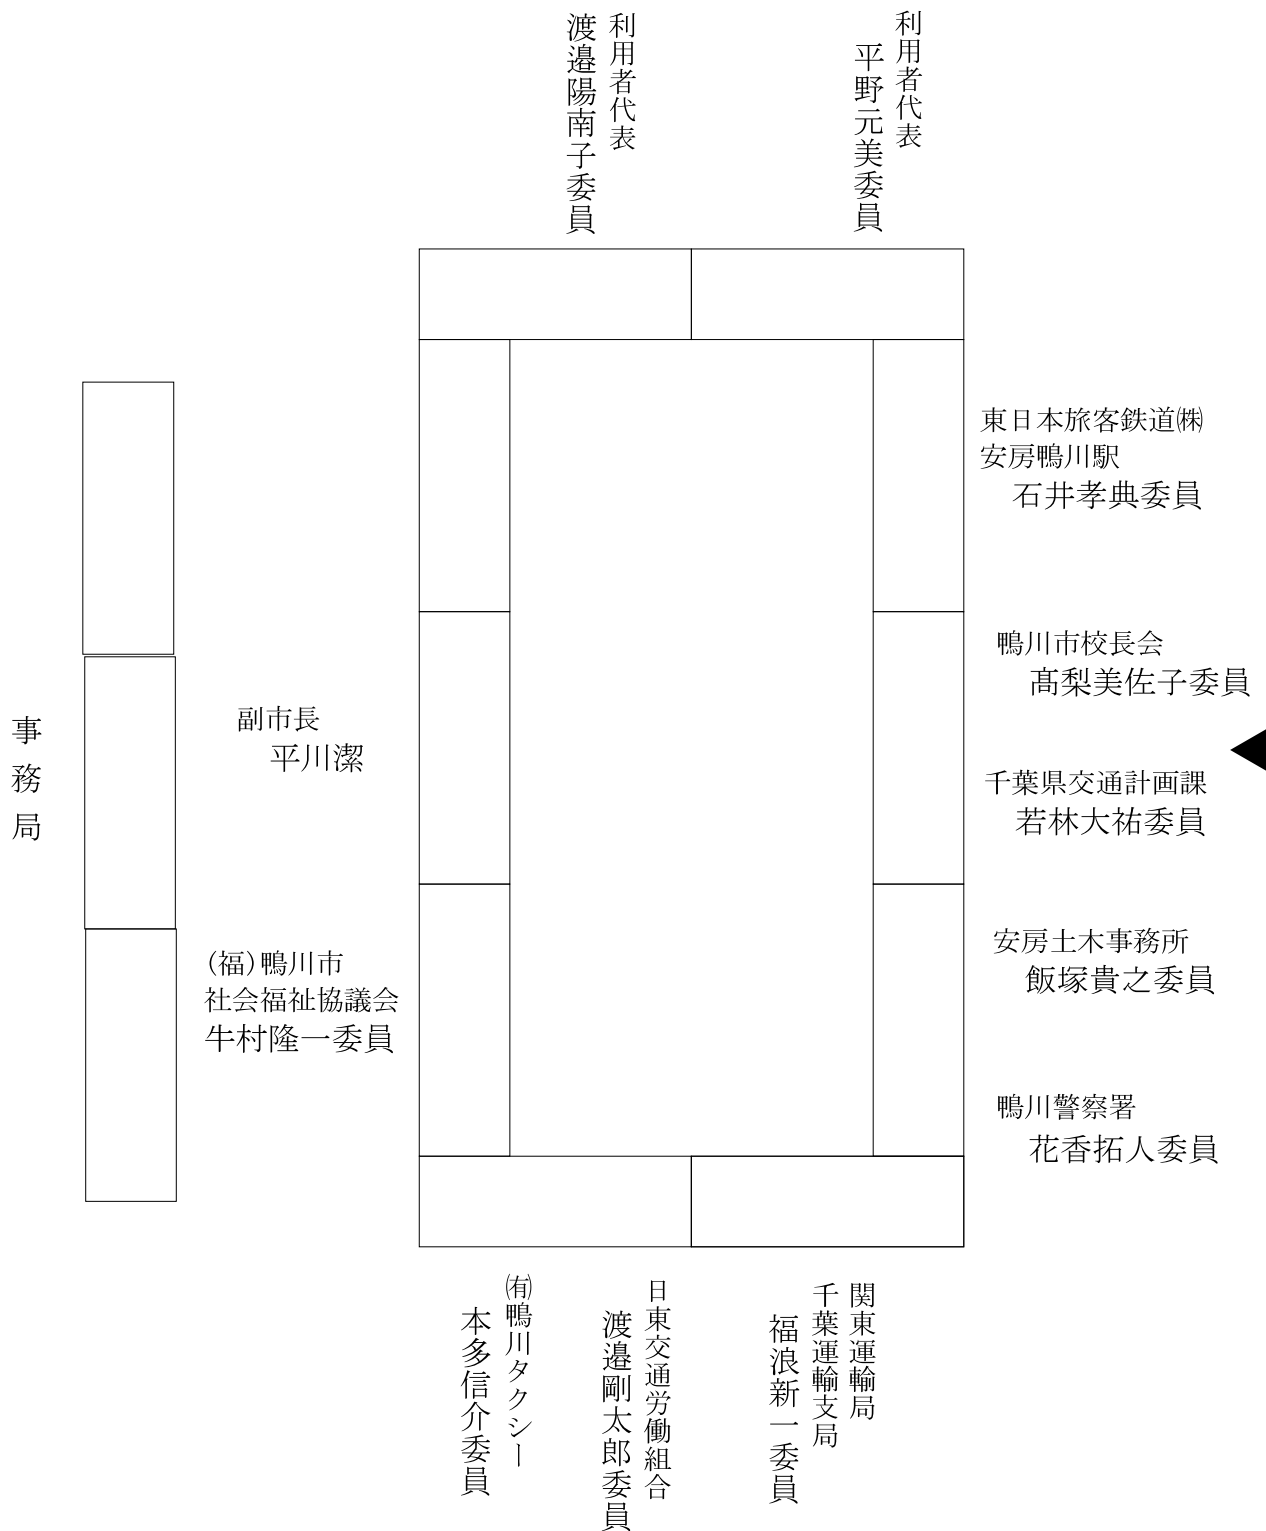 利用者代表
平野元美委員
利用者代表
渡邉陽南子委員
東日本旅客鉄道㈱
安房鴨川駅
石井孝典委員
鴨川市校長会
髙梨美佐子委員
千葉県交通計画課
若林大祐委員
安房土木事務所
飯塚貴之委員
鴨川警察署
花香拓人委員
副市長
平川潔
(福)鴨川市
社会福祉協議会
牛村隆一委員
事務局
関東運輸局
千葉運輸支局
福浪新一委員
日東交通労働組合
渡邉剛太郎委員
㈲鴨川タクシー
本多信介委員